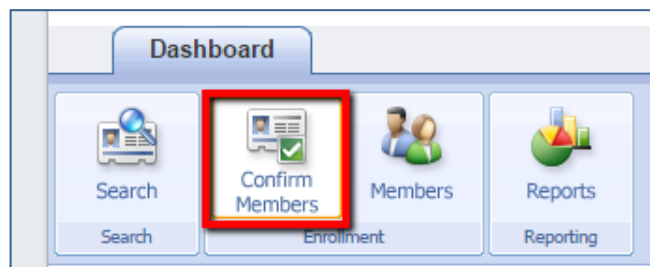 Dashboard
Search
Confirm
Members
Members
Reports
Search
Enrollment
Reporting